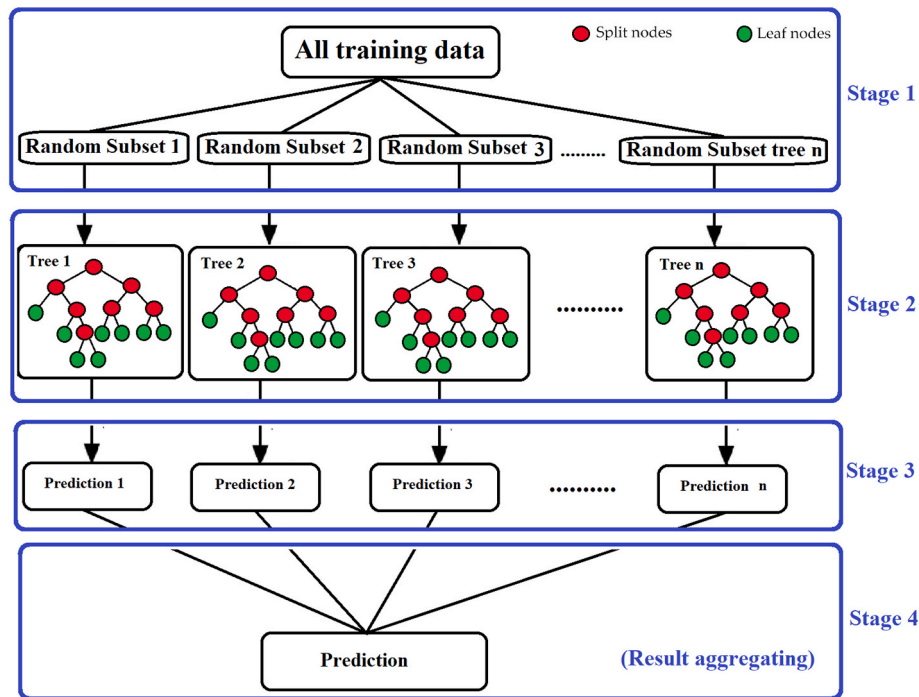 All training data
Split nodes
Leaf nodes
Stage 1
Random Subset 1
Random Subset 2
Random Subset 3
.........
Random Subset tree n
Tree 1
Tree 2
Tree 3
Tree n
..........
Stage 2
Prediction 1
Prediction 2
Prediction 3
..........
Prediction n
Stage 3
Stage 4
Prediction
(Result aggregating)